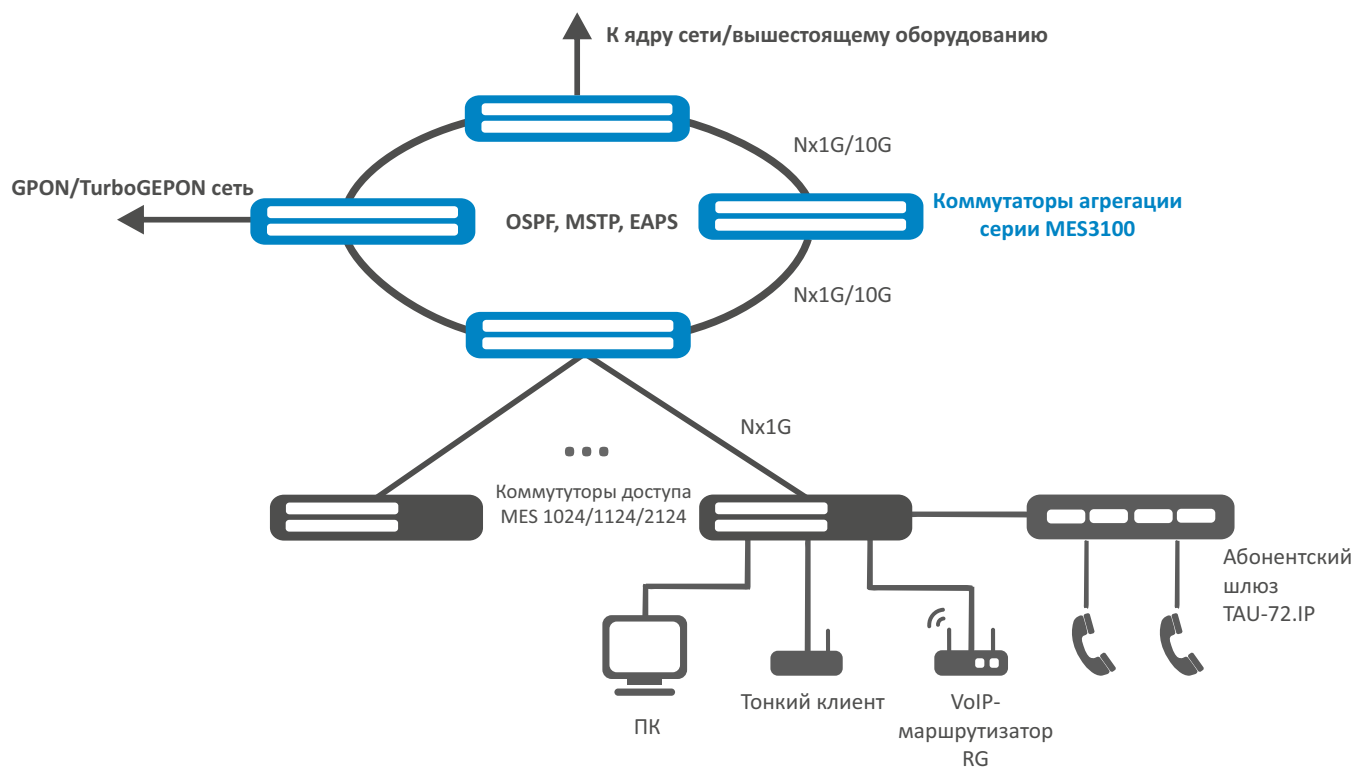 К ядру сети/вышестоящему оборудованию
Nx1G/10G
GPON/TurboGEPON сеть
OSPF, MSTP, EAPS
Коммутаторы агрегации
серии MES3100
Nx1G/10G
Nx1G
Коммутуторы доступа
MES 1024/1124/2124
Абонентский
шлюз
TAU-72.IP
ПК
Тонкий клиент
VoIP-
маршрутизатор
RG